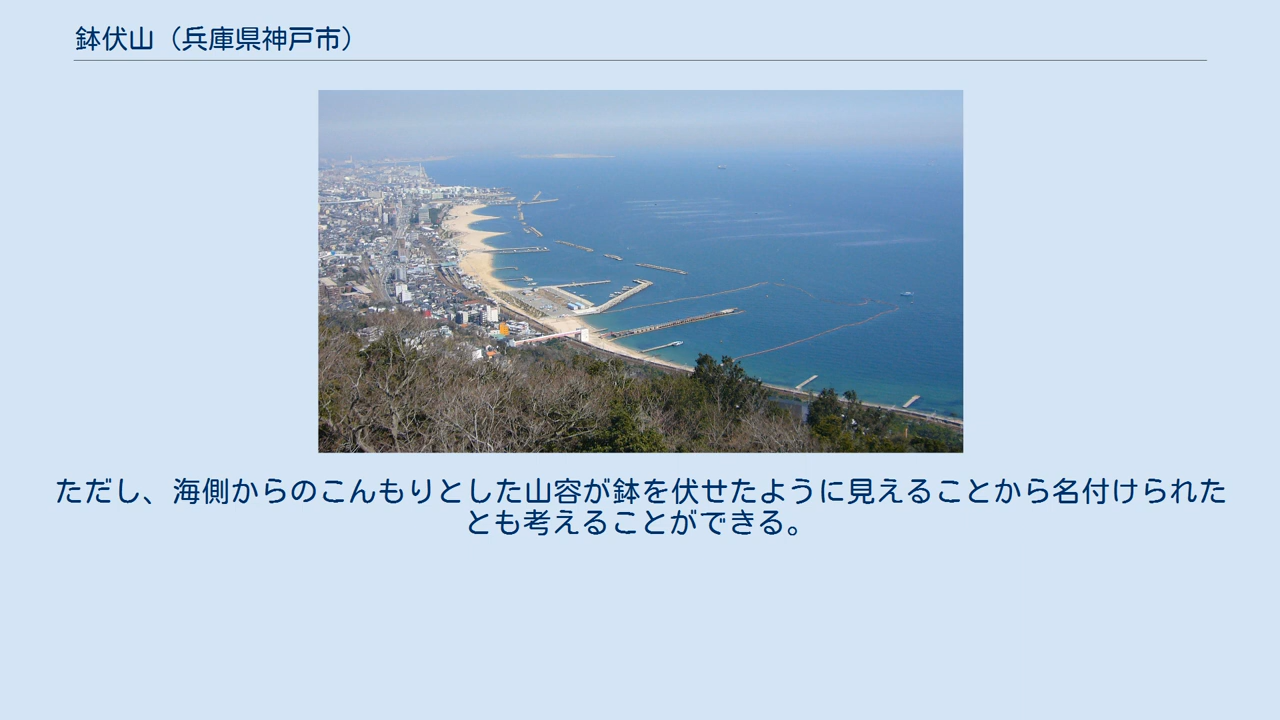 鉢伏山（兵庫県神戸市）
ただし、海側からのこんもりとした山容が鉢を伏せたように見えることから名付けられた
とも考えることができる。